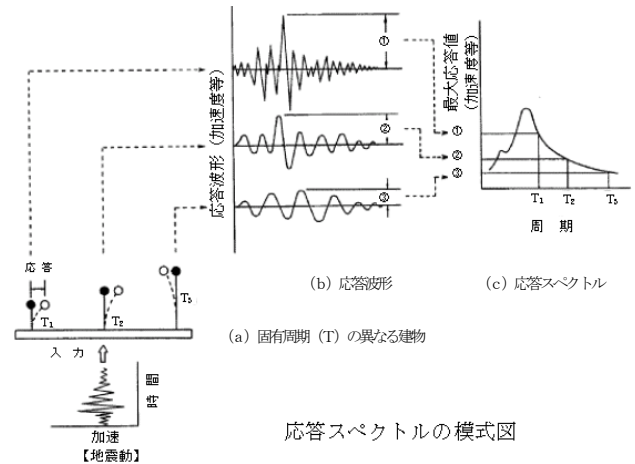 応答波形（加速度等）
①
②
③
最大応答値
（加速度等）
①
②
③
T1
T2
T3
周 期
（b）応答波形
（c）応答スペクトル
応 答
T1
T2
T3
（a）固有周期（T）の異なる建物
入 力
時 間
加速
【地震動】
応答スペクトルの模式図